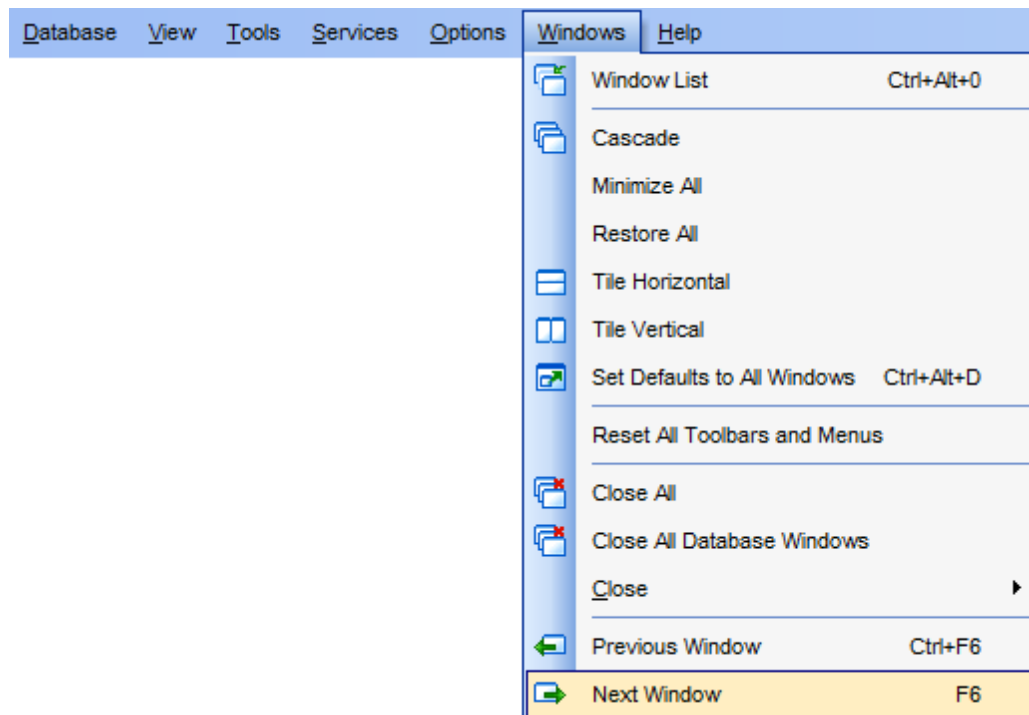 Database View Tools Services Options Windows Help
Window List Ctrl+Alt+0
Cascade
Minimize All
Restore All
Tile Horizontal
Tile Vertical
Set Defaults to All Windows Ctrl+Alt+D
Reset All Toolbars and Menus
Close All
Close All Database Windows
Close
Previous Window Ctrl+F6
Next Window F6